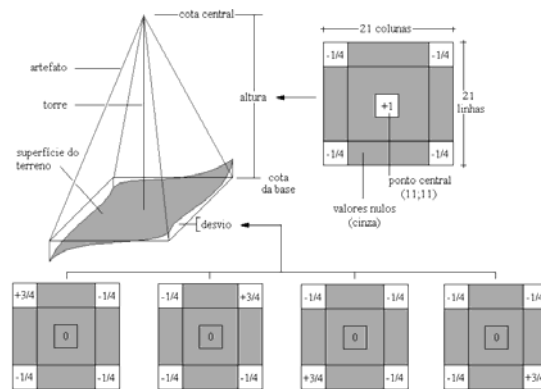 cota central
artefato
torre
altura
superfície do
terreno
cota
da base
desvio
21 colunas
21
linhas
-1/4 -1/4
+1
-1/4 -1/4
ponto central
(11;11)
valores nulos
(cinza)
+3/4 -1/4
0
-1/4 -1/4
-1/4 +3/4
0
-1/4 -1/4
-1/4 -1/4
0
+3/4 -1/4
-1/4 -1/4
0
-1/4 +3/4